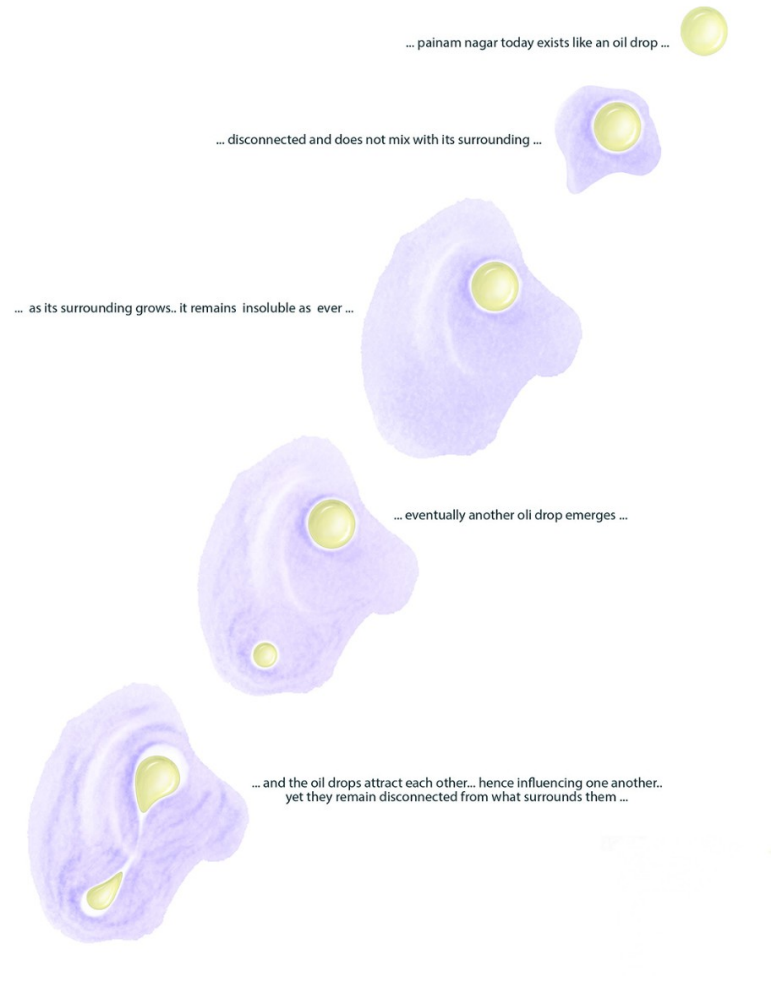 ... painam nagar today exists like an oil drop ...
... disconnected and does not mix with its surrounding ...
... as its surrounding grows.. it remains insoluble as ever ...
... eventually another oli drop emerges ...
... and the oil drops attract each other... hence influencing one another..
yet they remain disconnected from what surrounds them ...